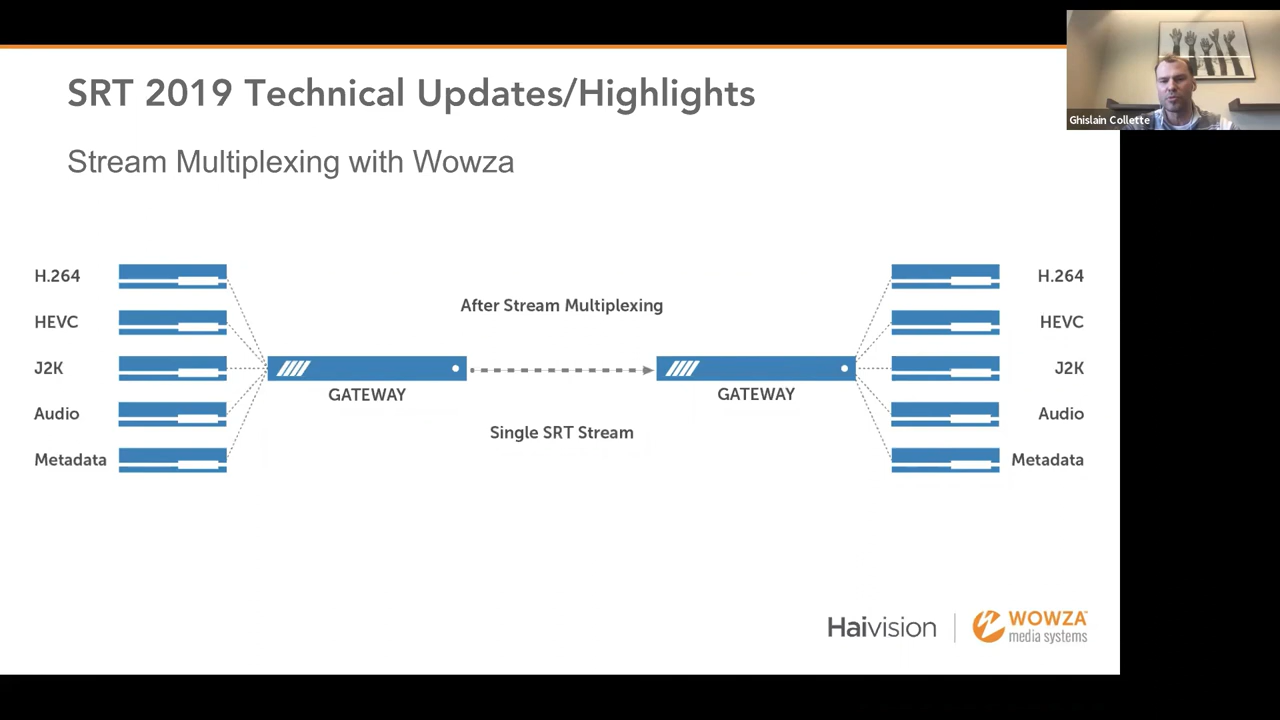 SRT 2019 Technical Updates/Highlights
Ghislain Collette
Stream Multiplexing with Wowza
H.264
HEVC
J2K
Audio
Metadata
After Stream Multiplexing
GATEWAY
GATEWAY
Single SRT Stream
H.264
HEVC
J2K
Audio
Metadata
Haivision
WOWZA™
media systems